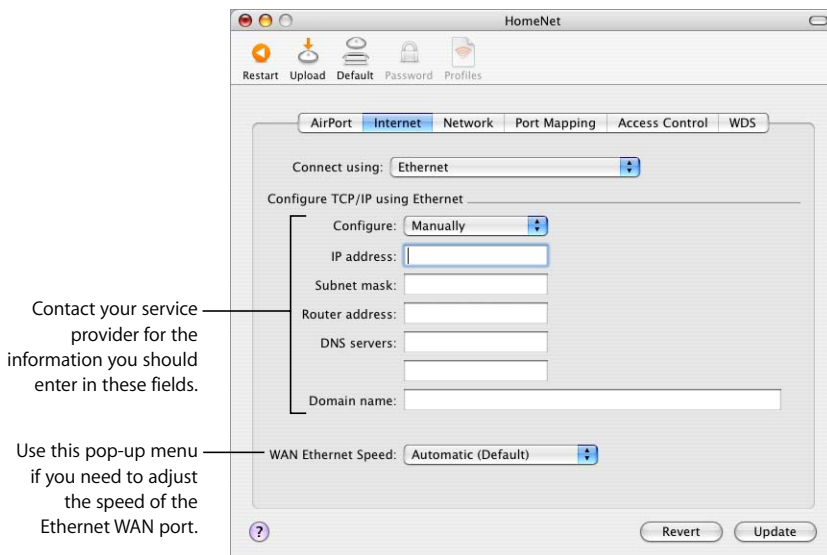 HomeNet
Restart Upload Default Password Profiles
AirPort Internet Network Port Mapping Access Control WDS
Connect using: Ethernet
Configure TCP/IP using Ethernet
Configure: Manually
IP address:
Subnet mask:
Router address:
DNS servers:
Domain name:
WAN Ethernet Speed: Automatic (Default)
? Revert Update
Contact your service
provider for the
information you should
enter in these fields.
Use this pop-up menu
if you need to adjust
the speed of the
Ethernet WAN port.